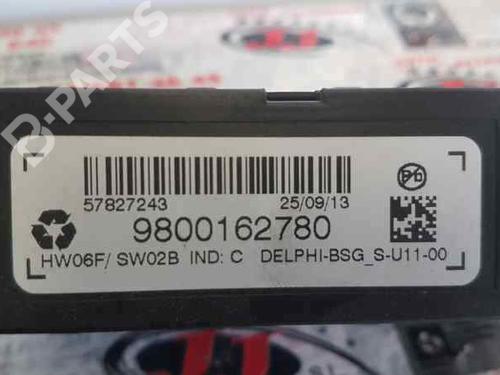 B-PARTS
57827243 25/09/13
9800162780
HW06F/ SW02B IND: C DELPHI-BSG_S-U11-00